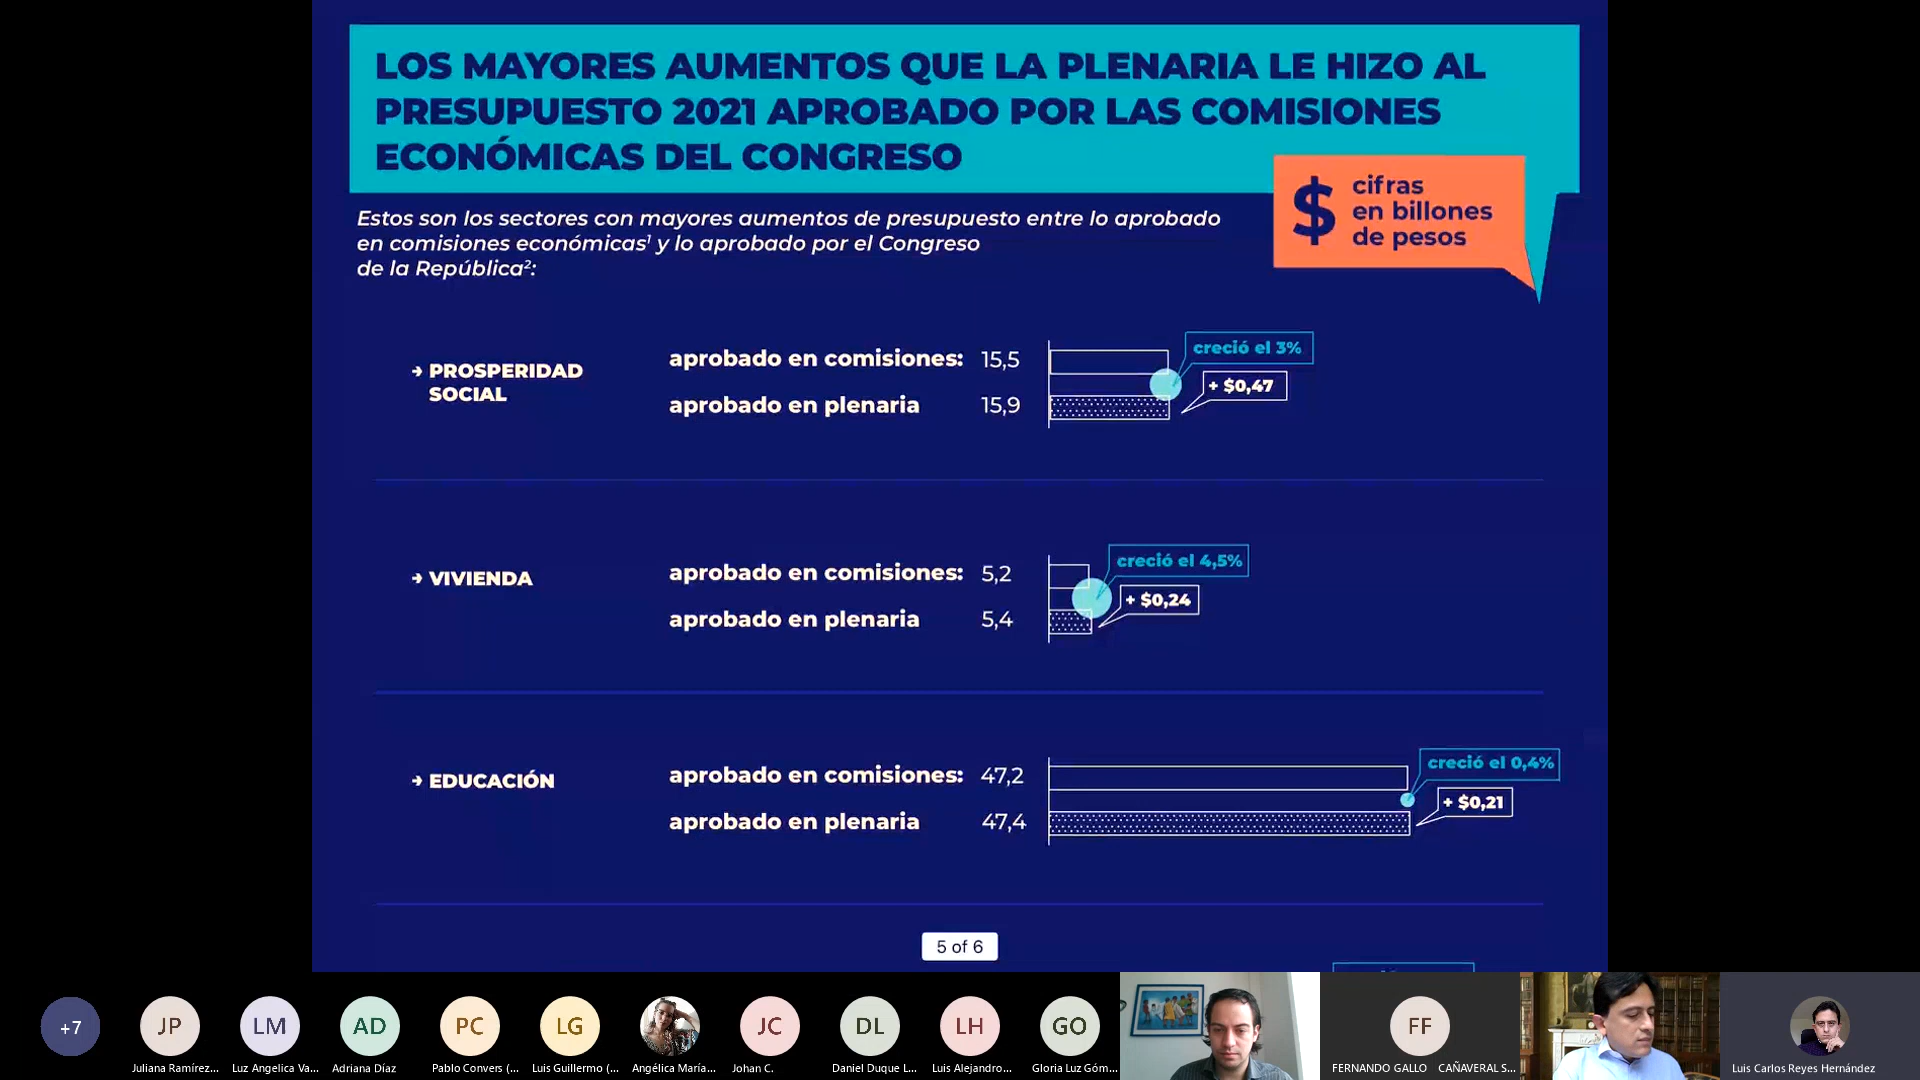 LOS MAYORES AUMENTOS QUE LA PLENARIA LE HIZO AL
PRESUPUESTO 2021 APROBADO POR LAS COMISIONES
ECONÓMICAS DEL CONGRESO
$ cifras
en billones
de pesos
Estos son los sectores con mayores aumentos de presupuesto entre lo aprobado
en comisiones económicas¹ y lo aprobado por el Congreso
de la República²:
→ PROSPERIDAD
SOCIAL
aprobado en comisiones: 15,5
aprobado en plenaria 15,9
creció el 3%
+ $0,47
→ VIVIENDA
aprobado en comisiones: 5,2
aprobado en plenaria 5,4
creció el 4,5%
+ $0,24
→ EDUCACIÓN
aprobado en comisiones: 47,2
aprobado en plenaria 47,4
creció el 0,4%
+ $0,21
5 of 6
+7
JP
LM
AD
PC
LG
JC
DL
LH
GO
FF
Juliana Ramírez...
Luz Angelica Va...
Adriana Díaz
Pablo Convers (...
Luis Guillermo (...
Angélica María...
Johan C.
Daniel Duque L...
Luis Alejandro...
Gloria Luz Góm...
FERNANDO GALLO
CAÑAVERAL S...
Luis Carlos Reyes Hernández